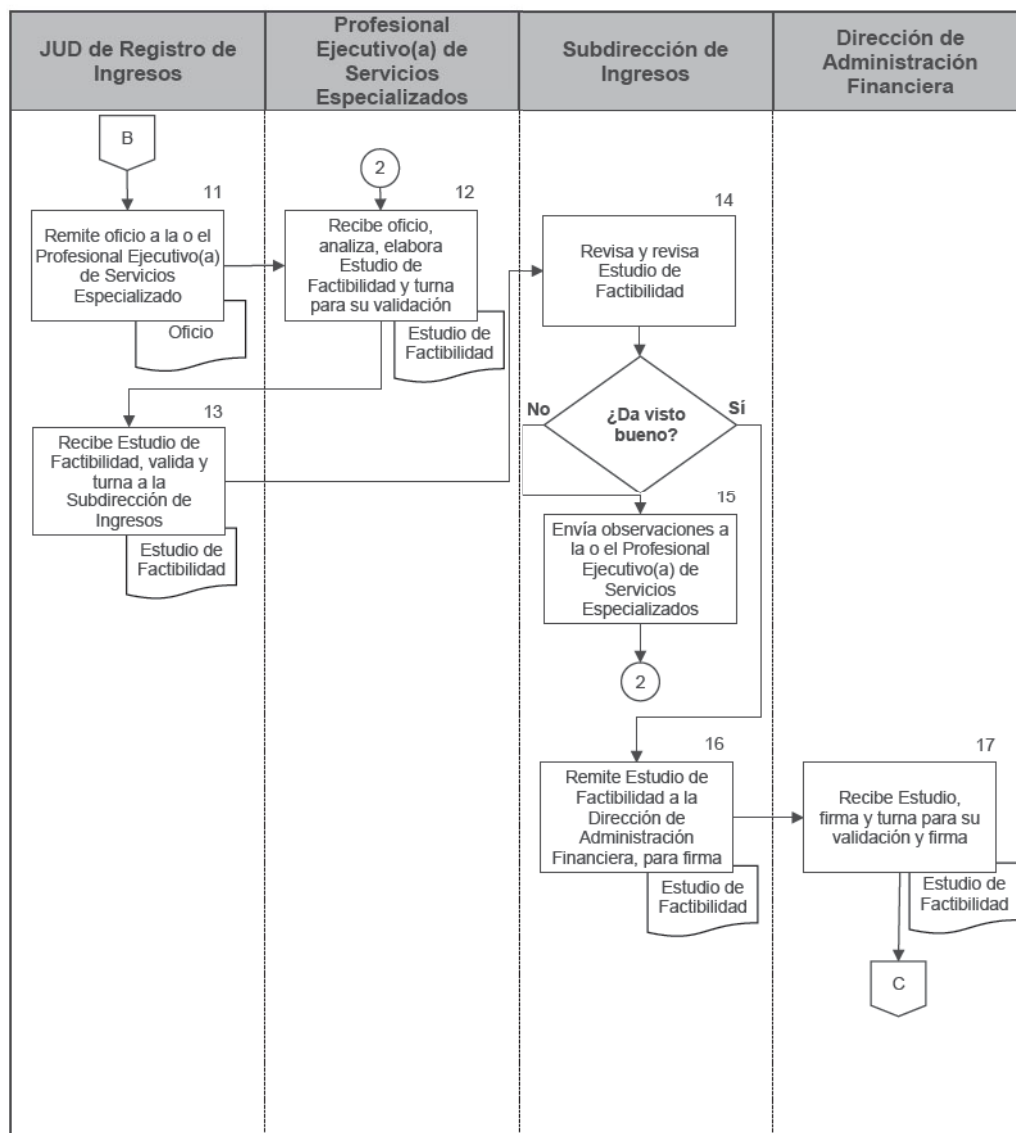 JUD de Registro de
Ingresos
Profesional
Ejecutivo(a) de
Servicios
Especializados
Subdirección de
Ingresos
Dirección de
Administración
Financiera
B
11
Remite oficio a la o el
Profesional Ejecutivo(a)
de Servicios
Especializado
Oficio
2
12
Recibe oficio,
analiza, elabora
Estudio de
Factibilidad y turna
para su validación
Estudio de
Factibilidad
13
Recibe Estudio de
Factibilidad, valida y
turna a la
Subdirección de
Ingresos
Estudio de
Factibilidad
14
Revisa y revisa
Estudio de
Factibilidad
No
¿Da visto
bueno?
Sí
15
Envía observaciones a
la o el Profesional
Ejecutivo(a) de
Servicios
Especializados
2
16
Remite Estudio de
Factibilidad a la
Dirección de
Administración
Financiera, para firma
Estudio de
Factibilidad
17
Recibe Estudio,
firma y turna para su
validación y firma
Estudio de
Factibilidad
C